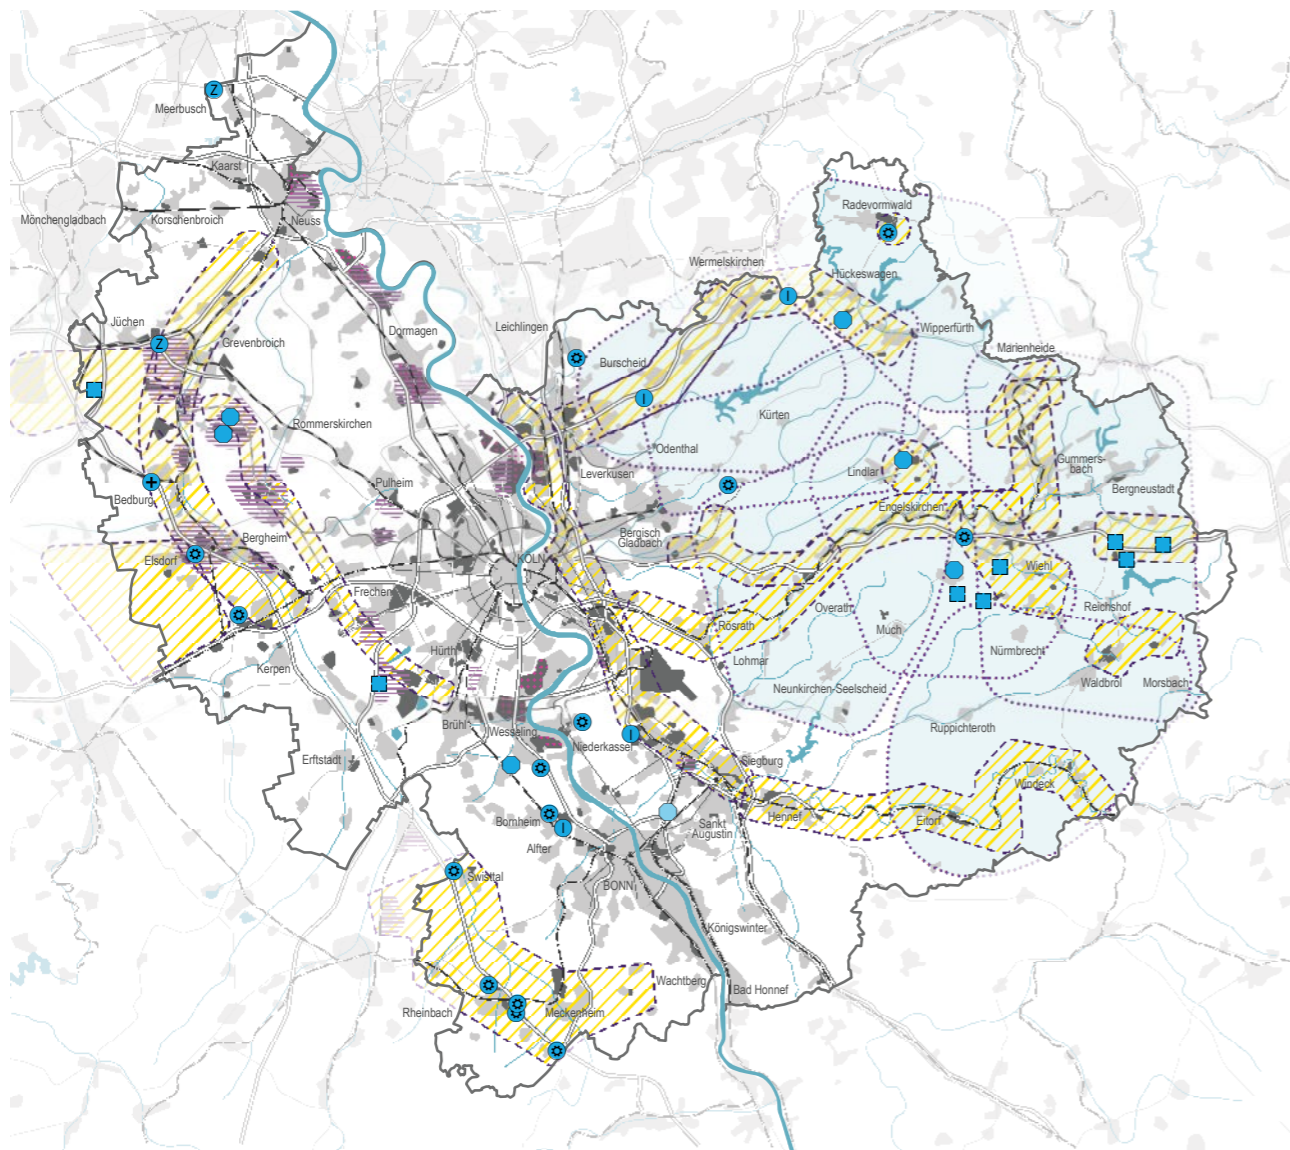 Z
Meerbusch
Kaarst
Mönchengladbach
Korschenbroich
Neuss
Radevormwald
Wermelskirchen
Hückeswagen
I
Jüchen
Z
Grevenbroich
Dormagen
Leichlingen
Burscheid
Wipperfürth
Marienheide
I
Kürten
Rommerskirchen
Odenthal
Leverkusen
Lindlar
Gummers-
bach
Bergneustadt
Pulheim
Bedburg
Engelskirchen
Bergisch
Gladbach
Bergheim
Elsdorf
KÖLN
Wiehl
Frechen
Overath
Reichshof
Rösrath
Much
Hürth
Nürmbrecht
Kerpen
Lohmar
Waldbröl
Morsbach
Neunkirchen-Seelscheid
Brühl
Wesseling
Ruppichteroth
I
Niederkassel
Erftstadt
Siegburg
Windeck
Bornheim
I
Sankt
Augustin
Hennef
Eitorf
Alfter
Swisttal
BONN
Königswinter
Wachtberg
Bad Honnef
Rheinbach
Meckenheim